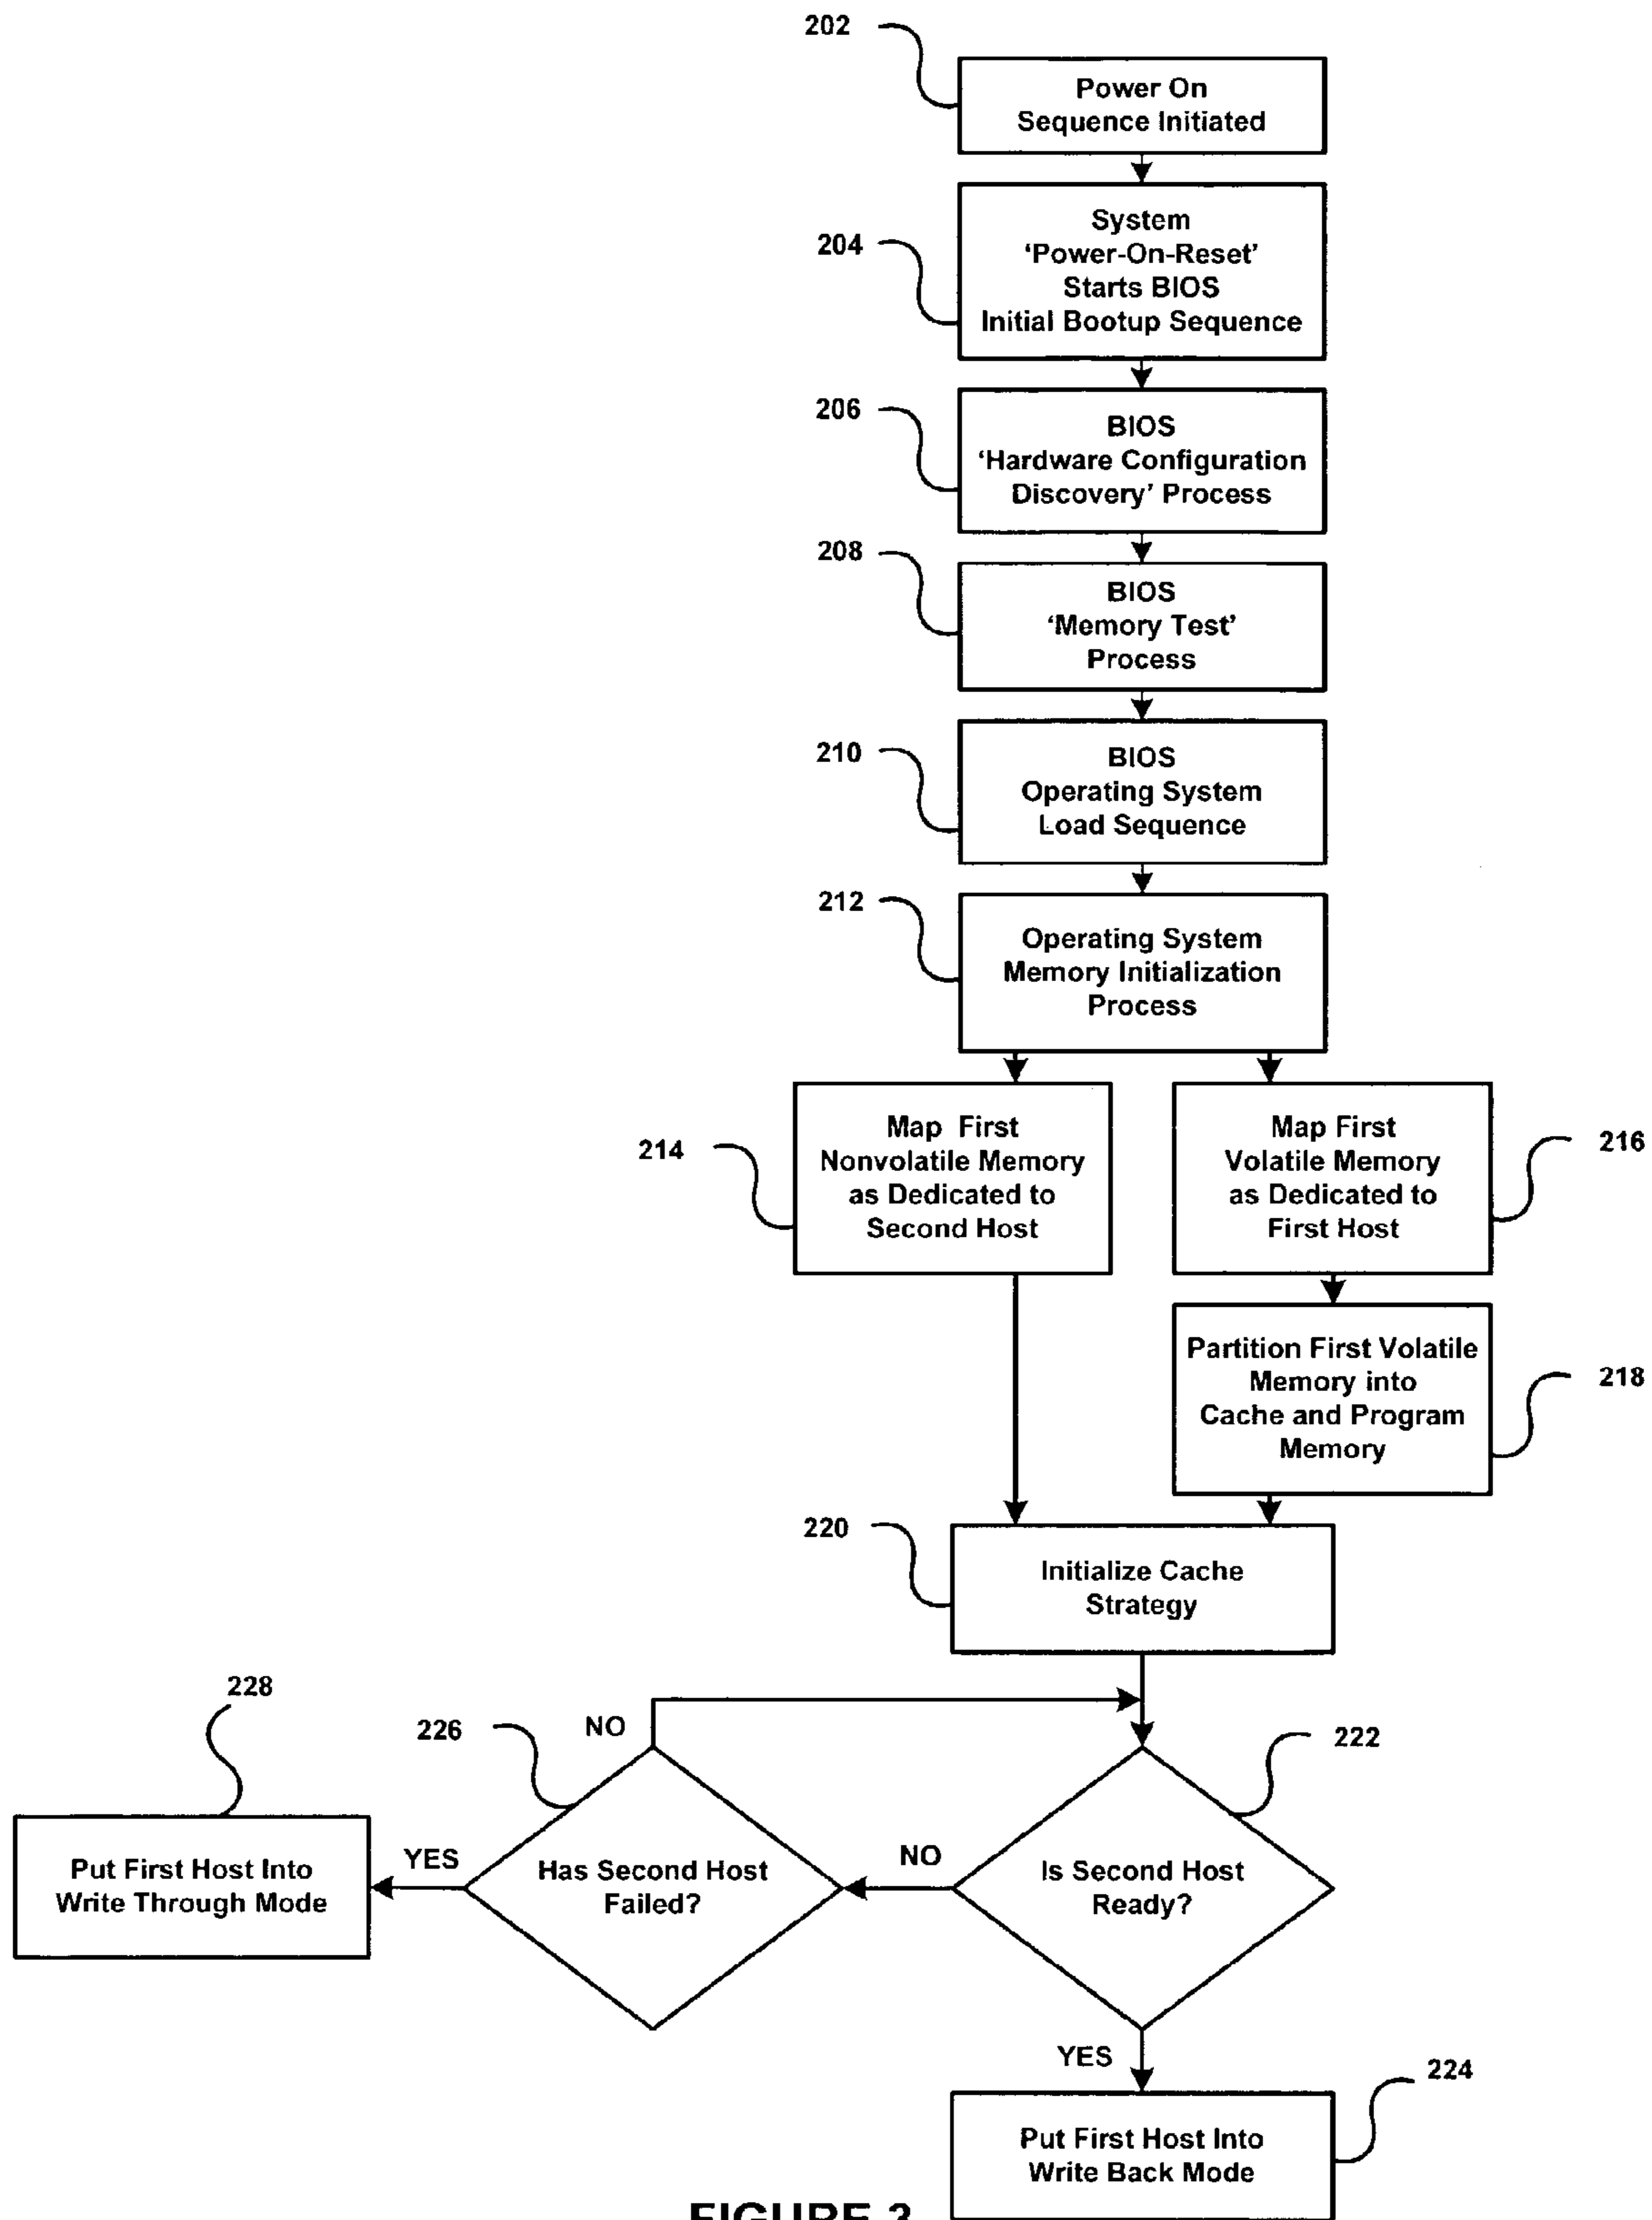 202
Power On
Sequence Initiated
204
System
‘Power-On-Reset’
Starts BIOS
Initial Bootup Sequence
206
BIOS
‘Hardware Configuration
Discovery’ Process
208
BIOS
‘Memory Test’
Process
210
BIOS
Operating System
Load Sequence
212
Operating System
Memory Initialization
Process
214
Map First
Nonvolatile Memory
as Dedicated to
Second Host
Map First
Volatile Memory
as Dedicated to
First Host
216
Partition First Volatile
Memory into
Cache and Program
Memory
218
220
Initialize Cache
Strategy
228
226
NO
222
Put First Host Into
Write Through Mode
YES
Has Second Host
Failed?
NO
Is Second Host
Ready?
YES
224
Put First Host Into
Write Back Mode
FIGURE 3